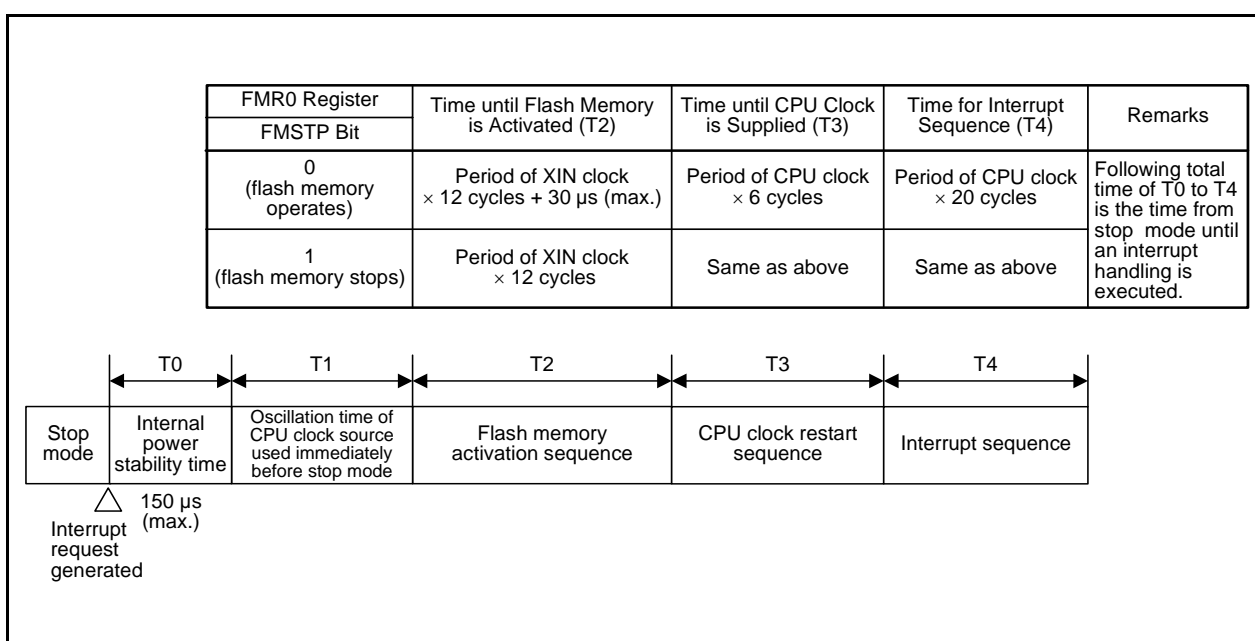 FMR0 Register
FMSTP Bit
Time until Flash Memory
is Activated (T2)
Time until CPU Clock
is Supplied (T3)
Time for Interrupt
Sequence (T4)
Remarks
0
(flash memory
operates)
Period of XIN clock
× 12 cycles + 30 µs (max.)
Period of CPU clock
× 6 cycles
Period of CPU clock
× 20 cycles
Following total
time of T0 to T4
is the time from
stop mode until
an interrupt
handling is
executed.
1
(flash memory stops)
Period of XIN clock
× 12 cycles
Same as above
Same as above
T0
T1
T2
T3
T4
Stop
mode
Internal
power
stability time
Oscillation time of
CPU clock source
used immediately
before stop mode
Flash memory
activation sequence
CPU clock restart
sequence
Interrupt sequence
150 µs
(max.)
Interrupt
request
generated